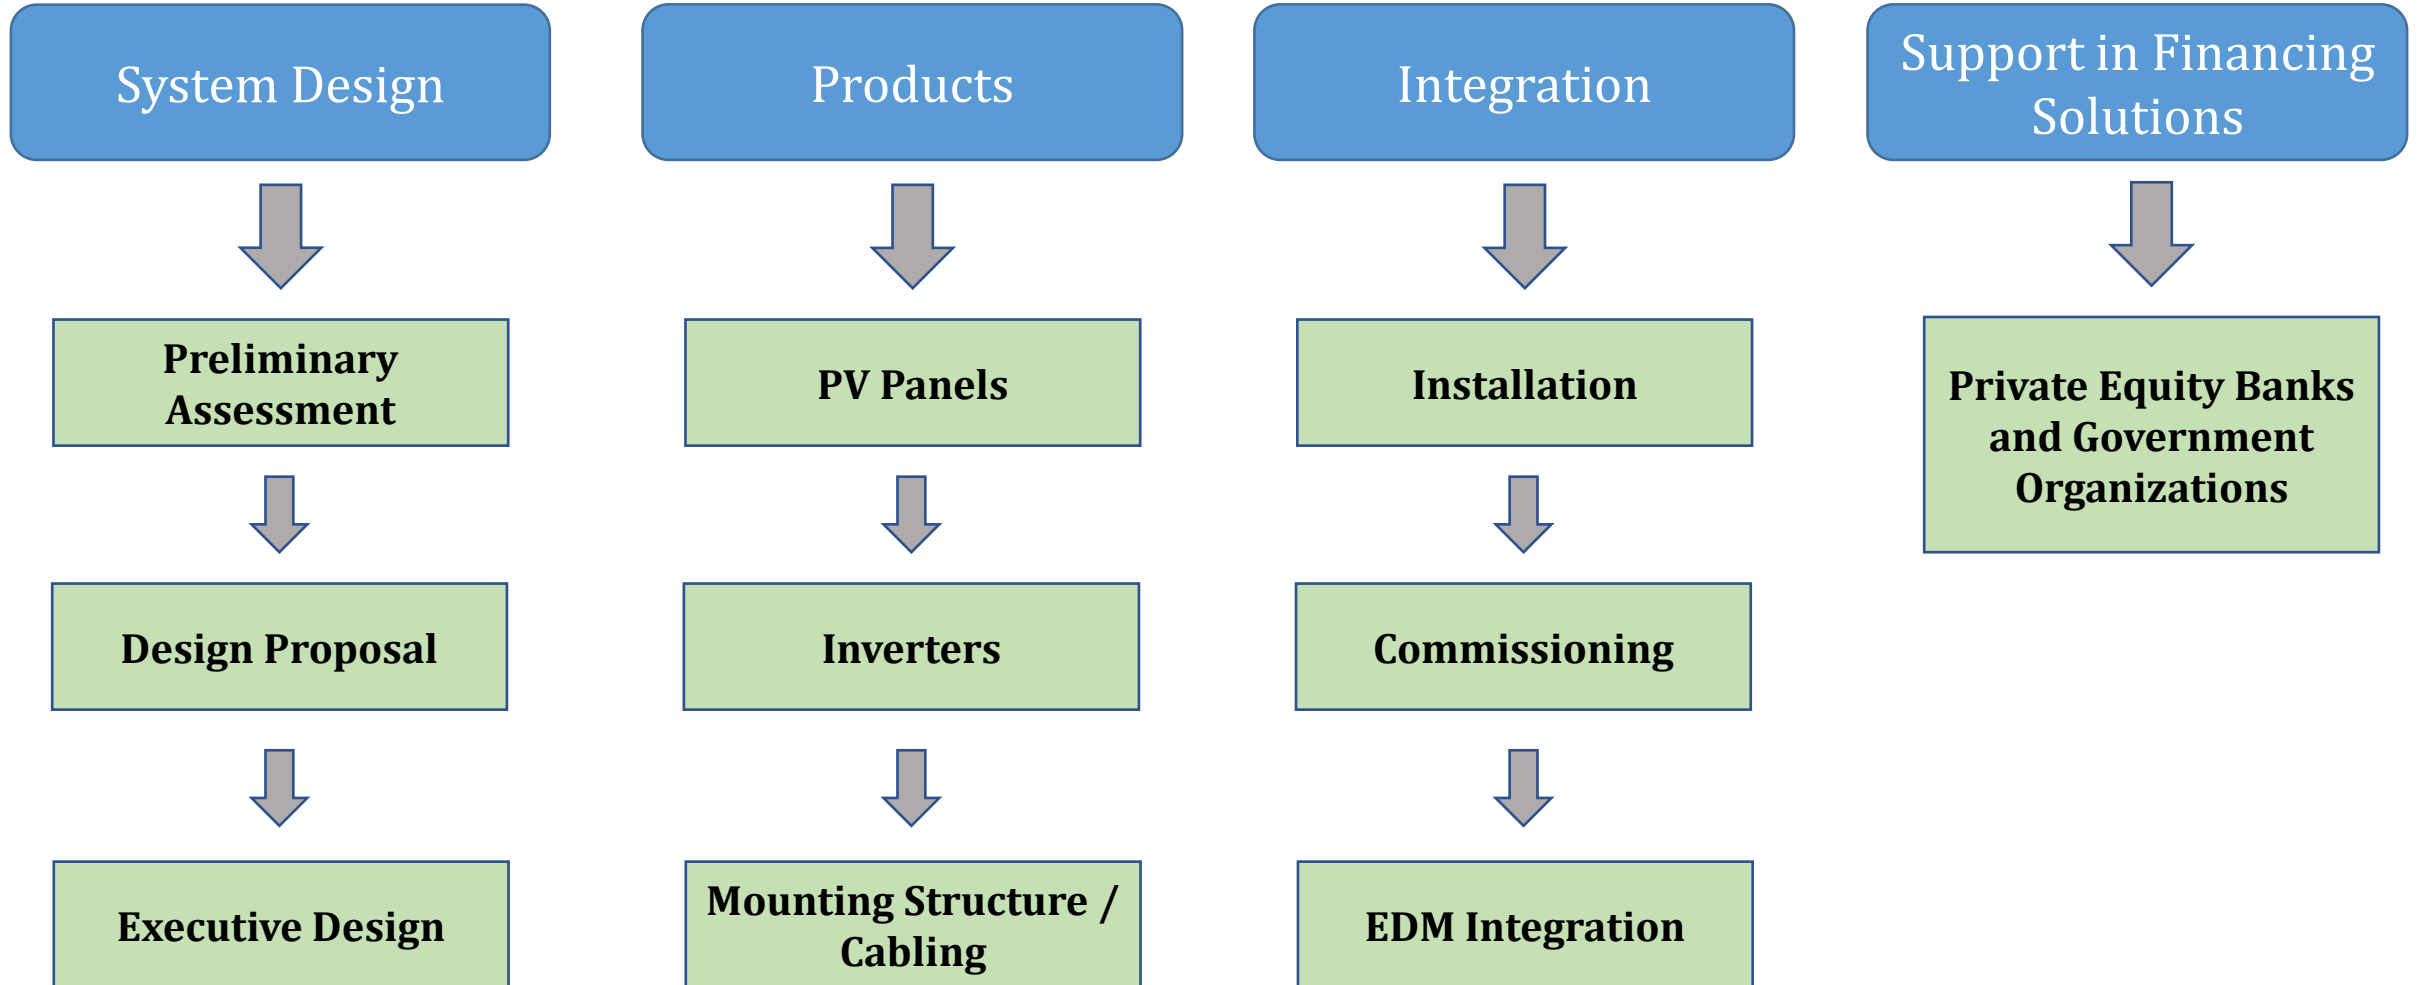 System Design
Products
Integration
Support in Financing
Solutions
Preliminary
Assessment
PV Panels
Installation
Private Equity Banks
and Government
Organizations
Design Proposal
Inverters
Commissioning
Executive Design
Mounting Structure /
Cabling
EDM Integration